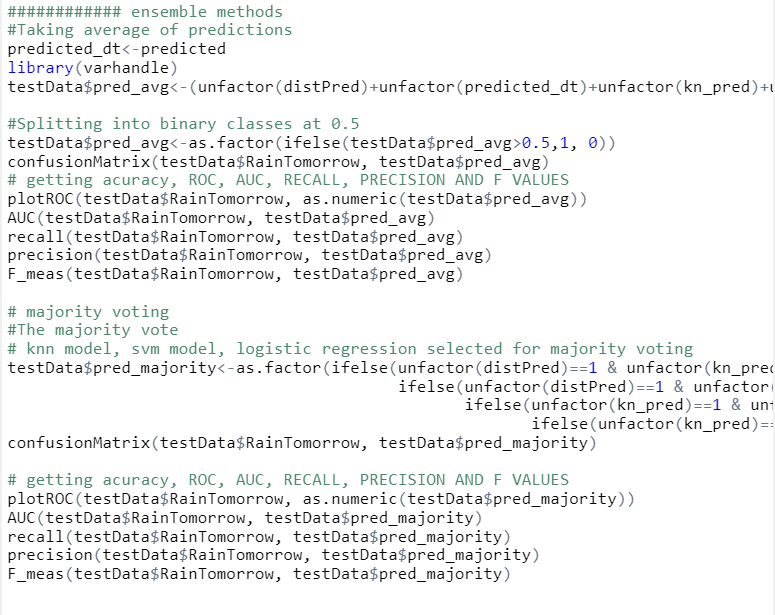 ############ ensemble methods
#Taking average of predictions
predicted_dt<-predicted
library(varhandle)
testData$pred_avg<-(unfactor(distPred)+unfactor(predicted_dt)+unfactor(kn_pred)+
#Splitting into binary classes at 0.5
testData$pred_avg<-as.factor(ifelse(testData$pred_avg>0.5,1, 0))
confusionMatrix(testData$RainTomorrow, testData$pred_avg)
# getting acuracy, ROC, AUC, RECALL, PRECISION AND F VALUES
plotROC(testData$RainTomorrow, as.numeric(testData$pred_avg))
AUC(testData$RainTomorrow, testData$pred_avg)
recall(testData$RainTomorrow, testData$pred_avg)
precision(testData$RainTomorrow, testData$pred_avg)
F_meas(testData$RainTomorrow, testData$pred_avg)
# majority voting
#The majority vote
# knn model, svm model, logistic regression selected for majority voting
testData$pred_majority<-as.factor(ifelse(unfactor(distPred)==1 & unfactor(kn_pred
ifelse(unfactor(distPred)==1 & unfactor(
ifelse(unfactor(kn_pred)==1 & unf
ifelse(unfactor(kn_pred)==
confusionMatrix(testData$RainTomorrow, testData$pred_majority)
# getting acuracy, ROC, AUC, RECALL, PRECISION AND F VALUES
plotROC(testData$RainTomorrow, as.numeric(testData$pred_majority))
AUC(testData$RainTomorrow, testData$pred_majority)
recall(testData$RainTomorrow, testData$pred_majority)
precision(testData$RainTomorrow, testData$pred_majority)
F_meas(testData$RainTomorrow, testData$pred_majority)